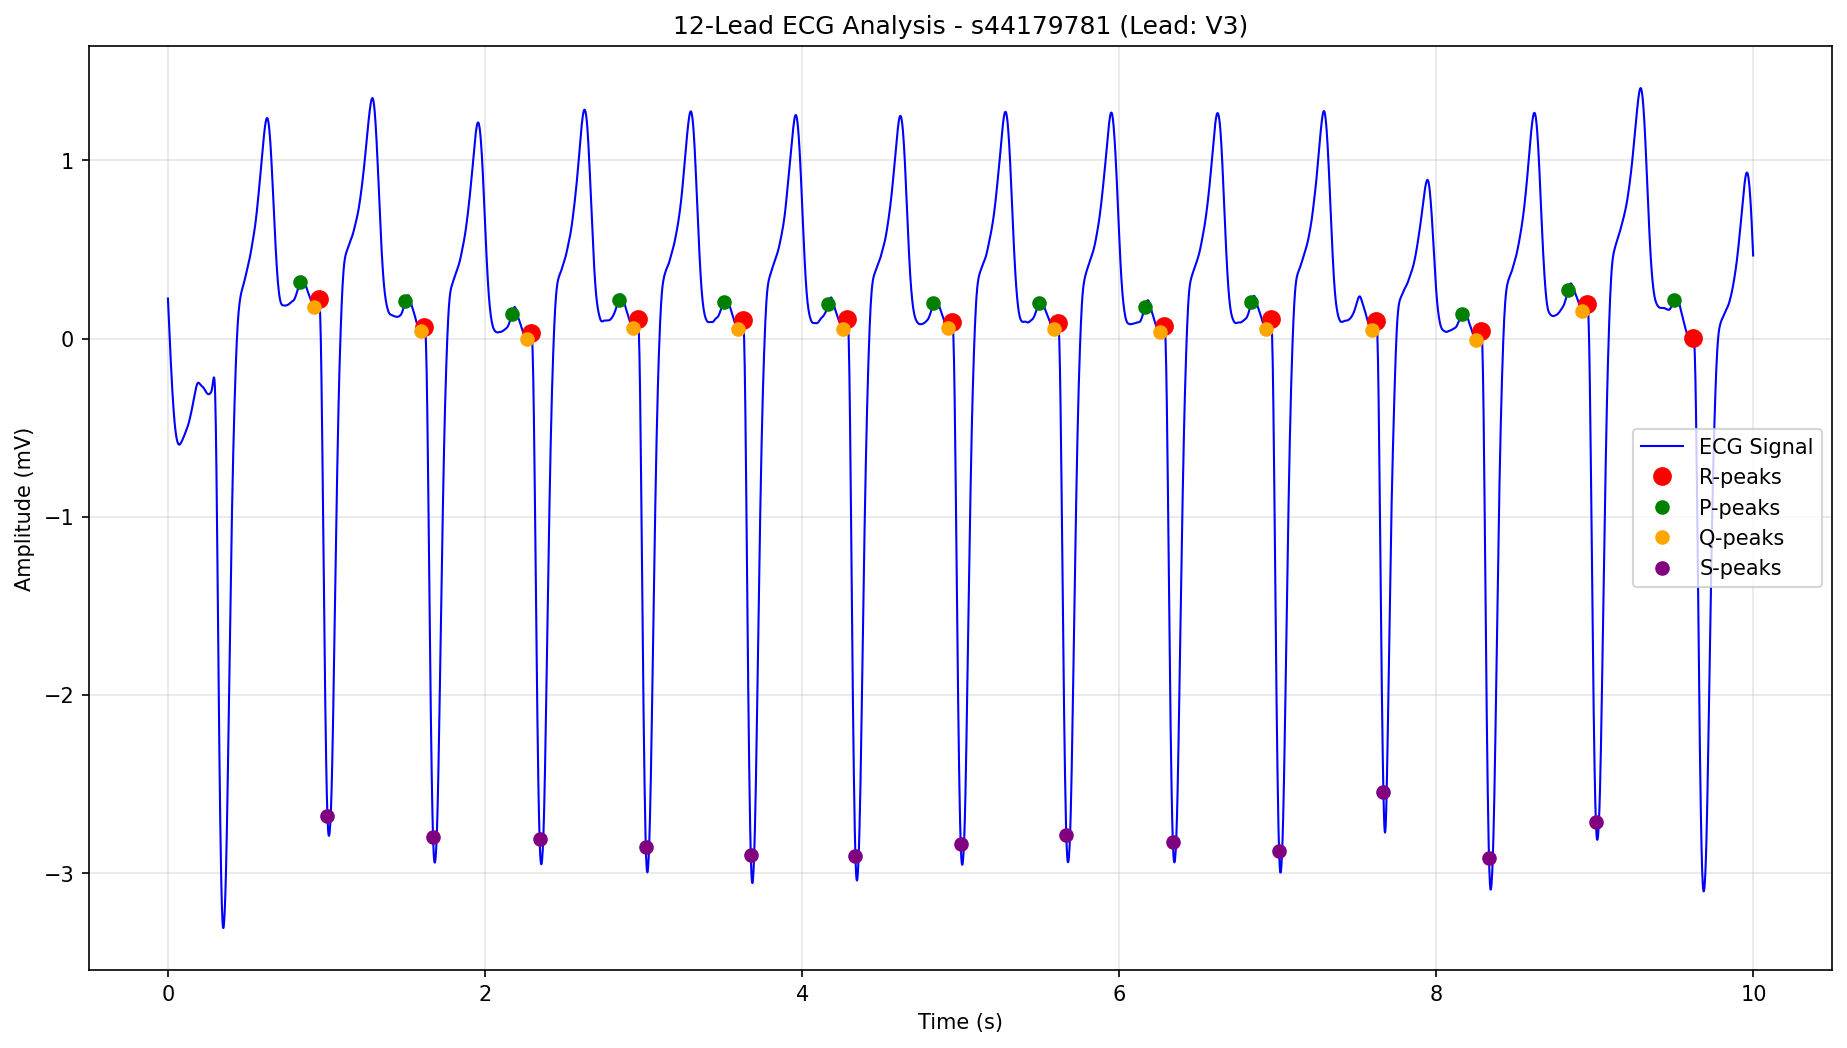 12-Lead ECG Analysis - s44179781 (Lead: V3)
Amplitude (mV)
1
0
−1
−2
−3
ECG Signal
R-peaks
P-peaks
Q-peaks
S-peaks
0 2 4 6 8 10
Time (s)